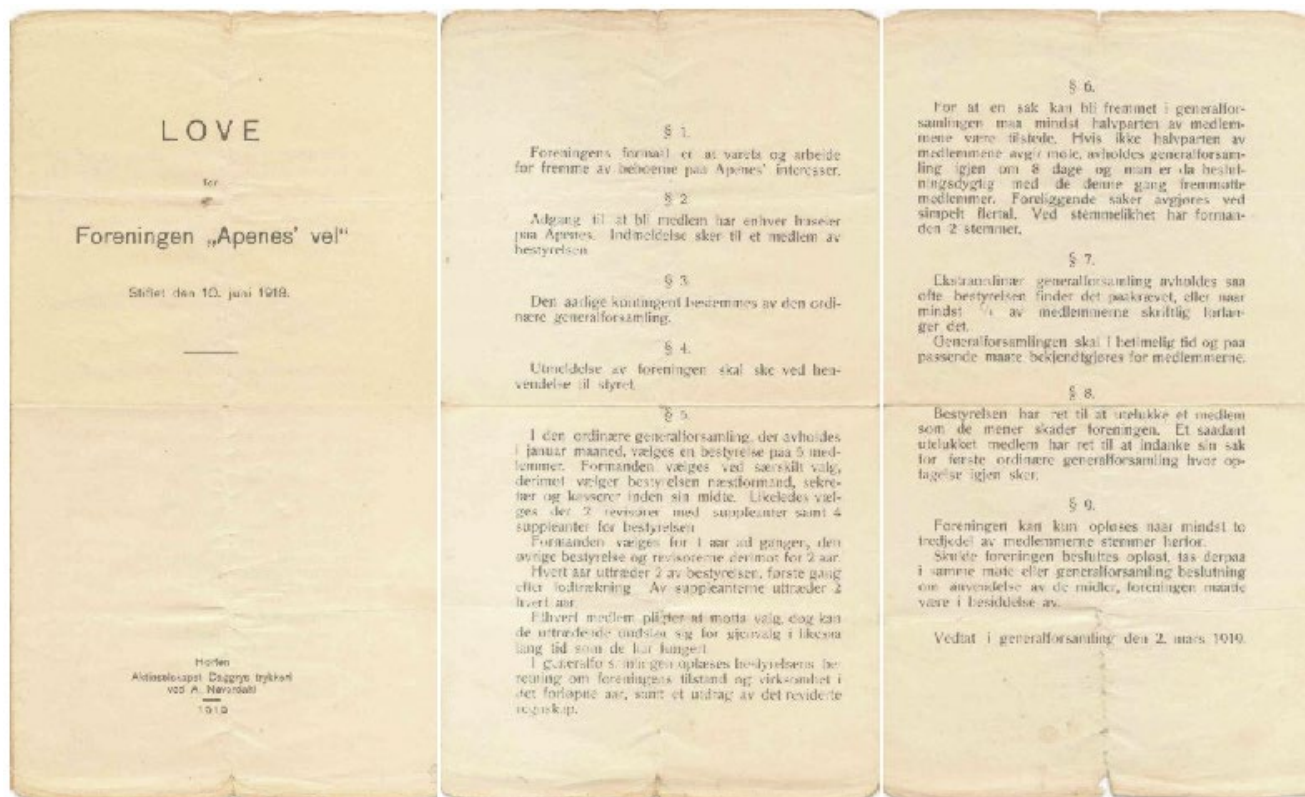 LOVE
for
Foreningen „Apenes' vel“
Stiftet den 10. juni 1918.
Horten
Aktieselskapet Daggrys trykkeri
ved A.
1919
§ 1.
Foreningens formaal er at vareta og arbeide
for fremme av beboerne paa Apenes' interesser.
§ 2
Adgang til at bli medlem har enhver huseier
paa Apenes. Indmeldelse sker til et medlem av
bestyrelsen
§ 3
Den aarlige kontingent bestemmes av den ordi-
nære generalforsamling.
§ 4.
Utmeldelse av foreningen skal ske ved hen-
vendelse til styret.
§ 5.
I den ordinære generalforsamling, der avholdes
i januar maaned, vælges en bestyrelse paa 5 med-
lemmer. Formanden vælges ved særskilt valg,
derimot vælger bestyrelsen næstformand, sekre-
tær og kasserer inden sin midte. Likeledes væl-
ges der 2 revisorer med suppleanter samt 4
suppleanter for bestyrelsen
Formanden vælges for 1 aar ad gangen, den
øvrige bestyrelse og revisorerne derimot for 2 aar.
Hvert aar uttræder 2 av bestyrelsen, første gang
efter lodtrækning. Av suppleanterne uttræder 2
hvert aar.
Ethvert medlem pligter at motta valg, dog kan
de uttrædende undslaa sig for gjenvalg i likesaa
lang tid som de har fungert
I generalforsamlingen oplæses bestyrelsens be-
retning om foreningens tilstand og virksomhet i
det forløpne aar, samt et utdrag av det reviderte
regnskap.
§ 6.
For at en sak kan bli fremmet i generalfor-
samlingen maa mindst halvparten av medlem-
mene være tilstede. Hvis ikke halvparten av
medlemmene avgir møte, avholdes generalforsam-
ling igjen om 8 dage og man er da beslut-
ningsdygtig med de denne gang fremmøtte
medlemmer. Foreliggende saker avgjøres ved
simpelt flertal. Ved stemmelikhet har forman-
den 2 stemmer.
§ 7.
Ekstraordinær generalforsamling avholdes saa
ofte bestyrelsen finder det paakrævet, eller naar
mindst av medlemmerne skriftlig forlan-
ger det.
Generalforsamlingen skal i betimelig tid og paa
passende maate bekjendtgjøres for medlemmerne.
§ 8.
Bestyrelsen har ret til at utelukke et medlem
som de mener skader foreningen. Et saadant
utelukket medlem har ret til at indanke sin sak
for første ordinære generalforsamling hvor op-
tagelse igjen sker.
§ 9.
Foreningen kan kun opløses naar mindst to
tredjedel av medlemmerne stemmer herfor.
Skulde foreningen besluttes opløst, tas derpaa
i samme møte eller generalforsamling beslutning
om anvendelse av de midler, foreningen maatte
være i besiddelse av.
Vedtat i generalforsamling den 2. mars 1919.